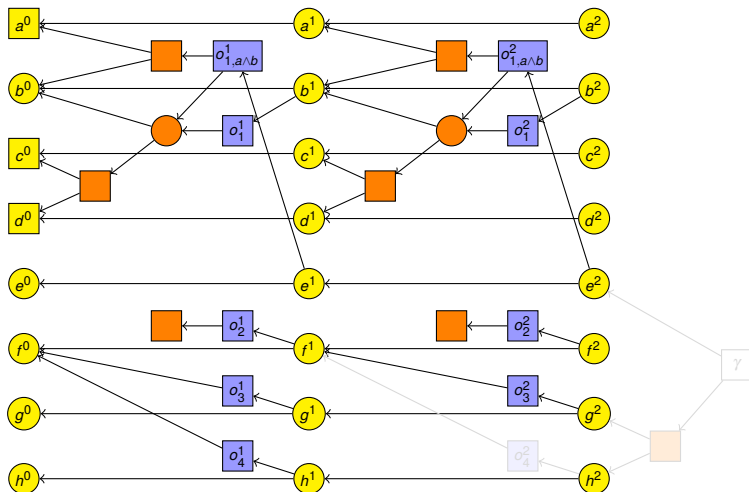 a⁰ a¹ a²
o¹₁,ₐ∧b o²₁,ₐ∧b
b⁰ b¹ b²
o¹₁ o²₁
c⁰ c¹ c²
d⁰ d¹ d²
e⁰ e¹ e²
o¹₂ o²₂
f⁰ f¹ f²
γ
o¹₃ o²₃
g⁰ g¹ g²
o¹₄ o²₄
h⁰ h¹ h²